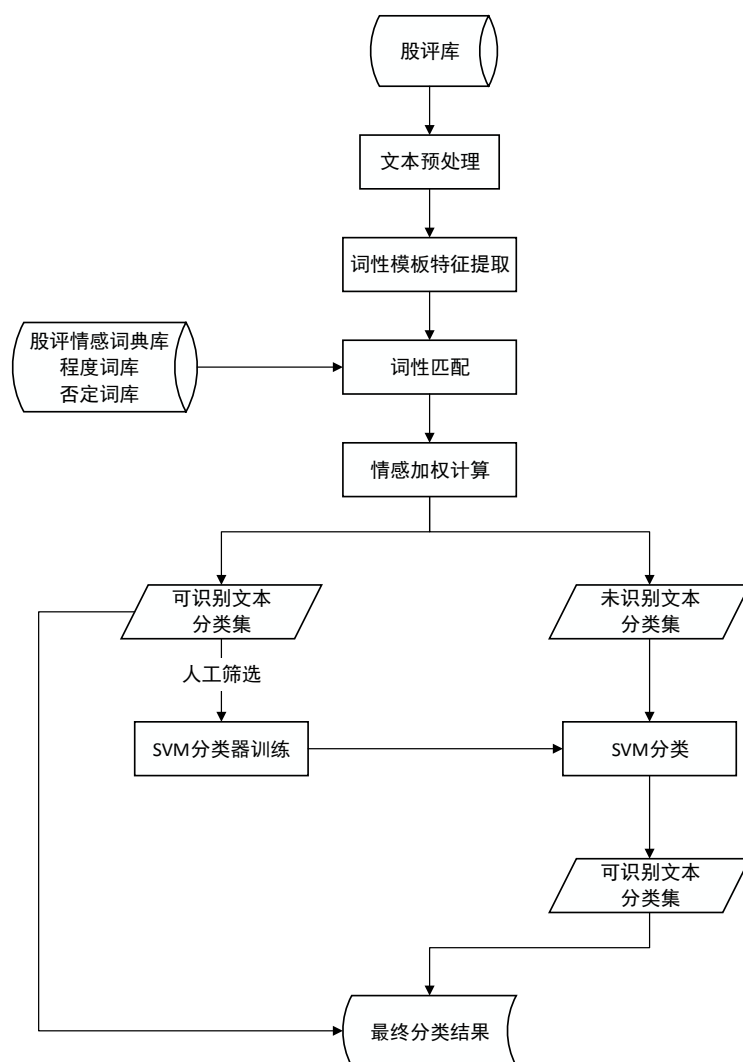 股评库
文本预处理
词性模板特征提取
股评情感词典库
程度词库
否定词库
词性匹配
情感加权计算
可识别文本
分类集
未识别文本
分类集
人工筛选
SVM分类器训练
SVM分类
可识别文本
分类集
最终分类结果